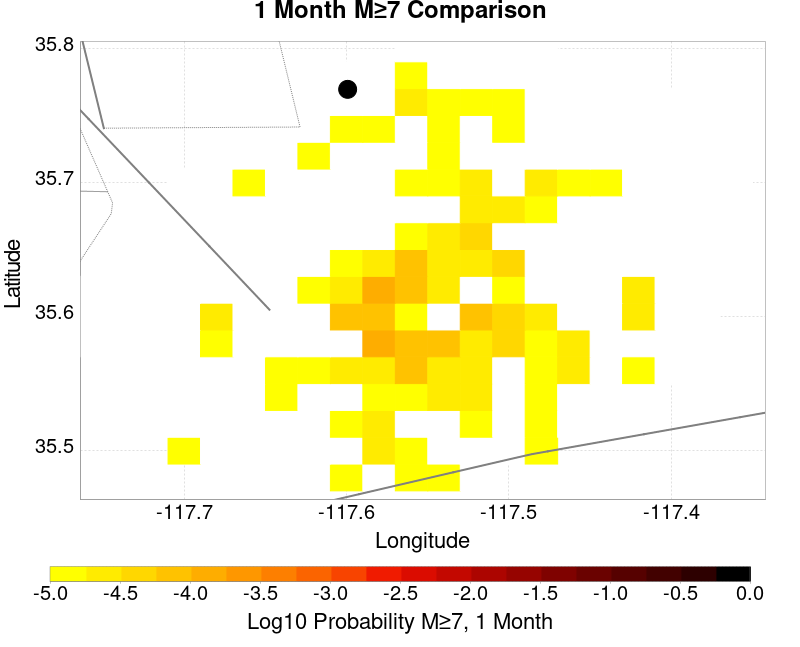 1 Month M≥7 Comparison
35.8
35.7
35.6
35.5
Latitude
-117.7 -117.6 -117.5 -117.4
Longitude
-5.0 -4.5 -4.0 -3.5 -3.0 -2.5 -2.0 -1.5 -1.0 -0.5 0.0
Log10 Probability M≥7, 1 Month